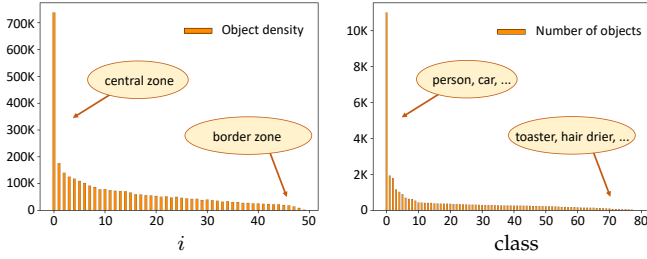 700K
600K
500K
400K
300K
200K
100K
0
Object density
central zone
border zone
0 10 20 30 40 50
i
10K
8K
6K
4K
2K
0
Number of objects
person, car, ...
toaster, hair drier, ...
0 10 20 30 40 50 60 70 80
class